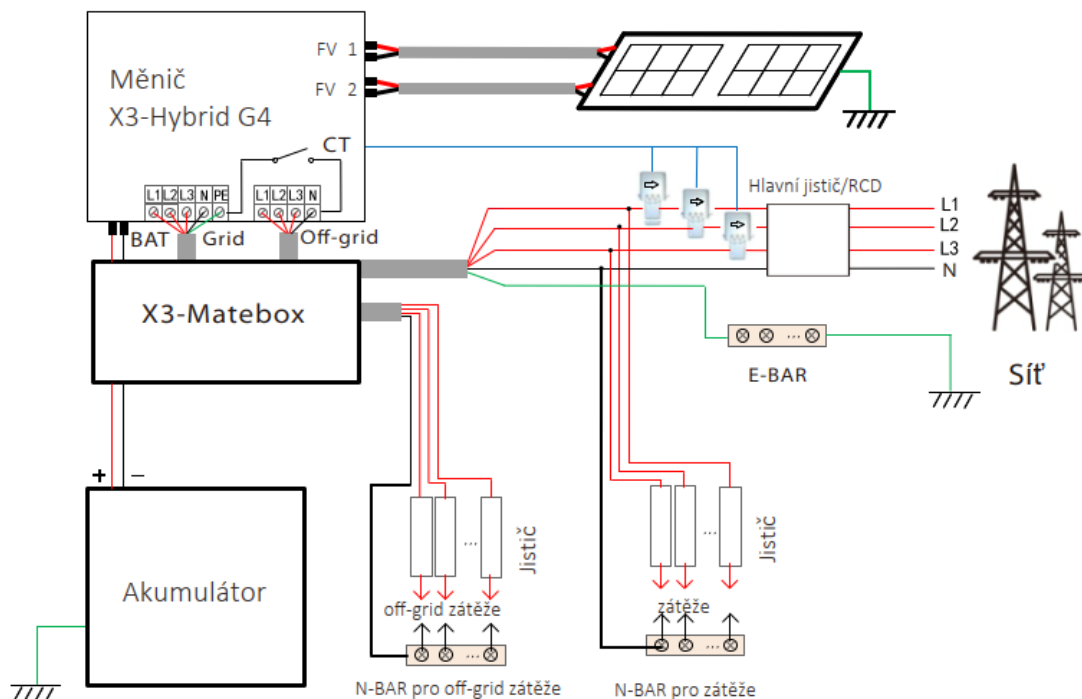 FV 1
Měnič
X3-Hybrid G4
FV 2
CT
L1 L2 L3 N PE
L1 L2 L3 N
BAT
Grid
Off-grid
Hlavní jistič/RCD
L1
L2
L3
N
X3-Matebox
E-BAR
Síť
+ –
Akumulátor
...
Jistič
off-grid zátěže
...
N-BAR pro off-grid zátěže
...
Jistič
zátěže
...
N-BAR pro zátěže
...